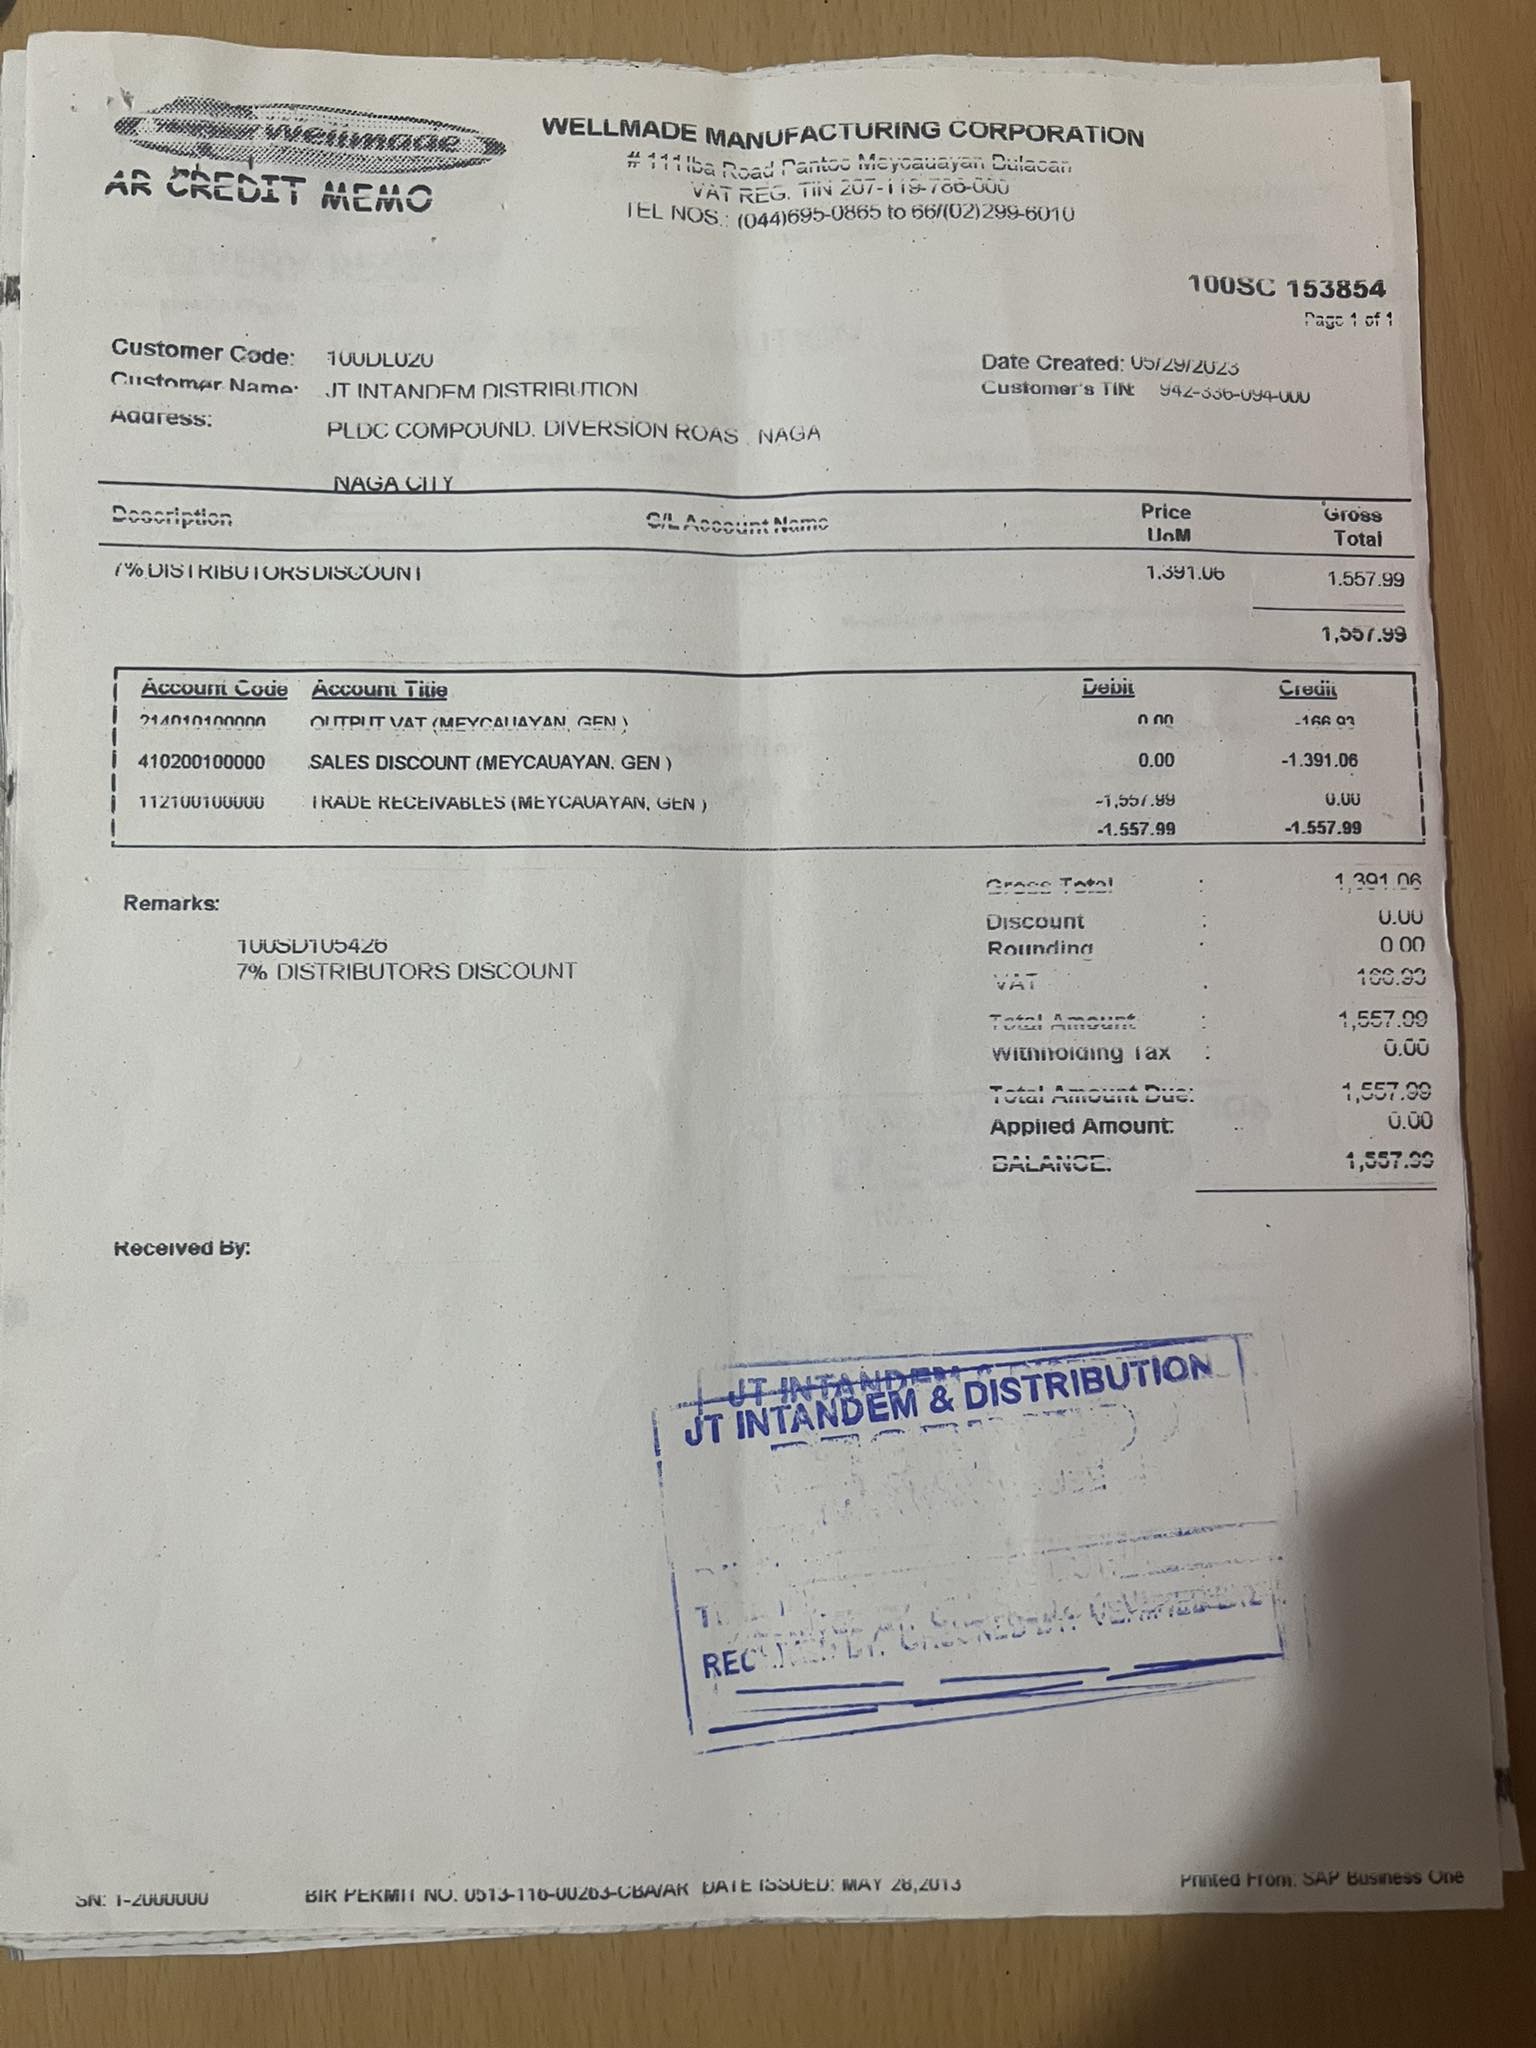 Wellmade
AR CREDIT MEMO
WELLMADE MANUFACTURING CORPORATION
# 111 Iba Road Pantoc Meycauayan Bulacan
VAT REG. TIN 207-119-786-000
TEL NOS.: (044)695-0865 to 66/(02)299-6010
100SC 153854
Page 1 of 1
Customer Code: 100DL020
Date Created: 05/29/2023
Customer Name: JT INTANDEM DISTRIBUTION
Customer's TIN: 942-336-094-000
Address: PLDC COMPOUND, DIVERSION ROAS , NAGA
NAGA CITY
Description G/L Account Name Price UoM Gross Total
7% DISTRIBUTORS DISCOUNT 1,391.06 1,557.99
1,557.99
Account Code Account Title Debit Credit
214010100000 OUTPUT VAT (MEYCAUAYAN, GEN ) 0.00 -166.93
410200100000 SALES DISCOUNT (MEYCAUAYAN, GEN ) 0.00 -1,391.06
112100100000 TRADE RECEIVABLES (MEYCAUAYAN, GEN ) -1,557.99 0.00
-1,557.99 -1,557.99
Gross Total : 1,391.06
Remarks:
Discount : 0.00
100SD105426
Rounding : 0.00
7% DISTRIBUTORS DISCOUNT
VAT : 166.93
Total Amount : 1,557.99
Withholding Tax : 0.00
Total Amount Due: 1,557.99
Applied Amount: 0.00
BALANCE: 1,557.99
Received By:
JT INTANDEM &
JT INTANDEM & DISTRIBUTION
RECEIVED BY: CHECKED BY: VERIFIED BY:
SN: 1-2000000
BIR PERMIT NO. 0513-116-00263-CBA/AR DATE ISSUED: MAY 28,2013
Printed From: SAP Business One